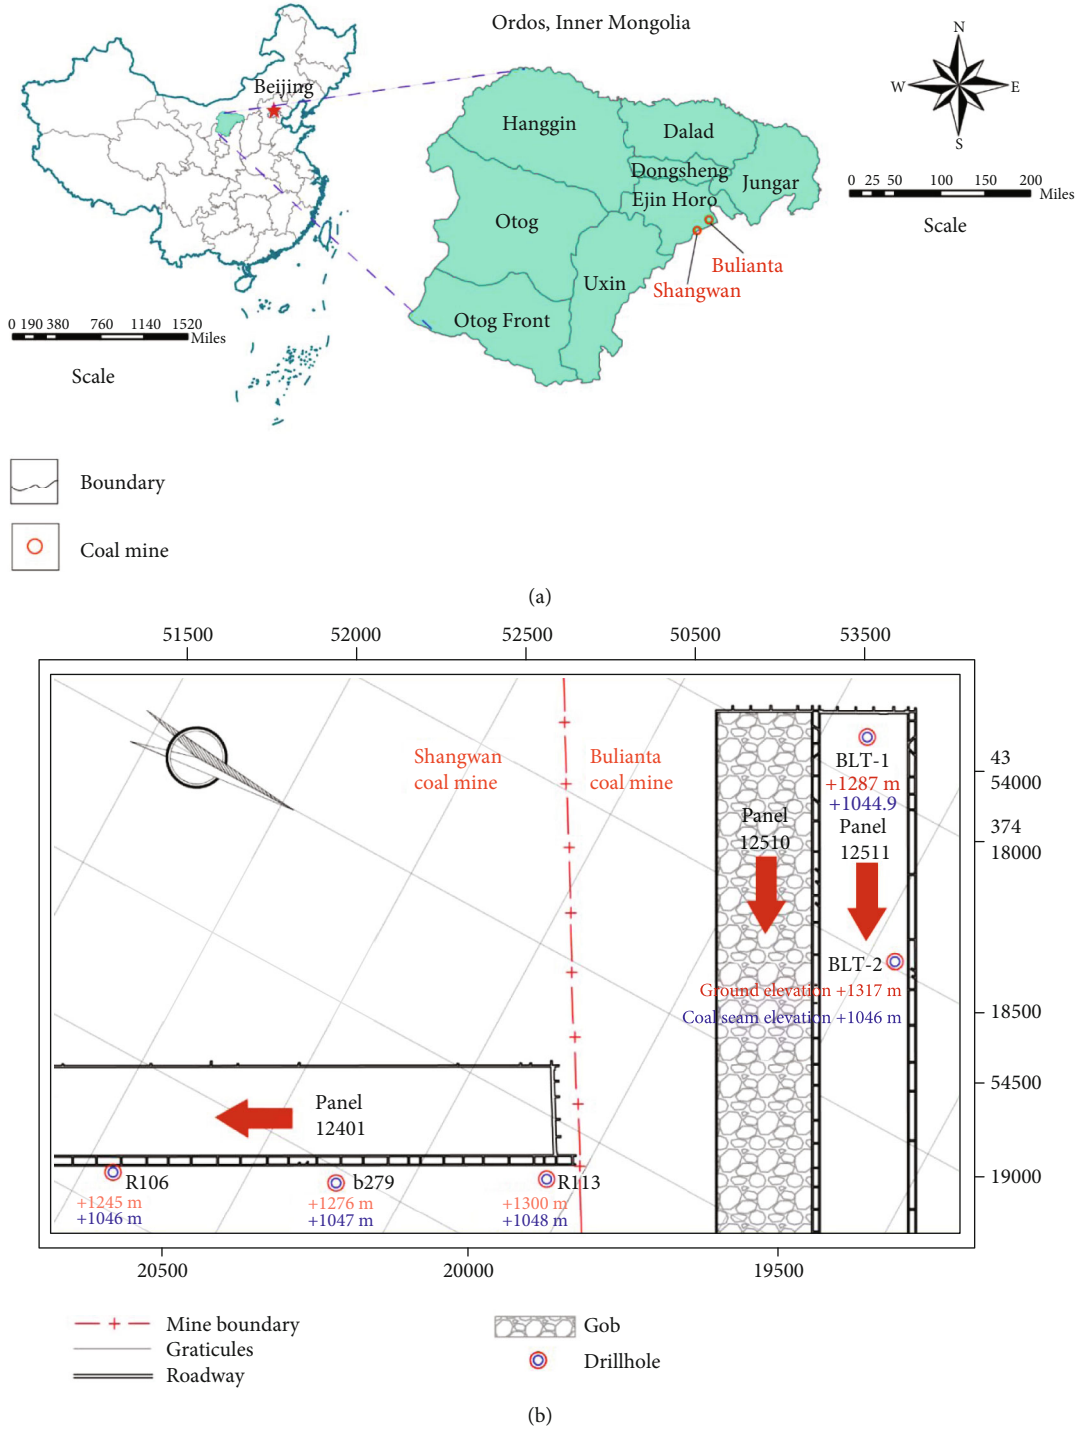 Ordos, Inner Mongolia
N
W
E
S
Beijing
Hanggin
Dalad
Dongsheng
Jungar
Ejin Horo
Otog
Uxin
Bulianta
Shangwan
Otog Front
0 25 50 100 150 200
Miles
Scale
0 190 380 760 1140 1520
Miles
Scale
Boundary
Coal mine
(a)
51500 52000 52500 50500 53500
Shangwan
coal mine
Bulianta
coal mine
BLT-1
+1287 m
+1044.9
Panel
12510
Panel
12511
43
54000
374
18000
BLT-2
Ground elevation +1317 m
Coal seam elevation +1046 m
18500
54500
19000
Panel
12401
R106
+1245 m
+1046 m
b279
+1276 m
+1047 m
R113
+1300 m
+1048 m
20500 20000 19500
Mine boundary
Graticules
Roadway
Gob
Drillhole
(b)